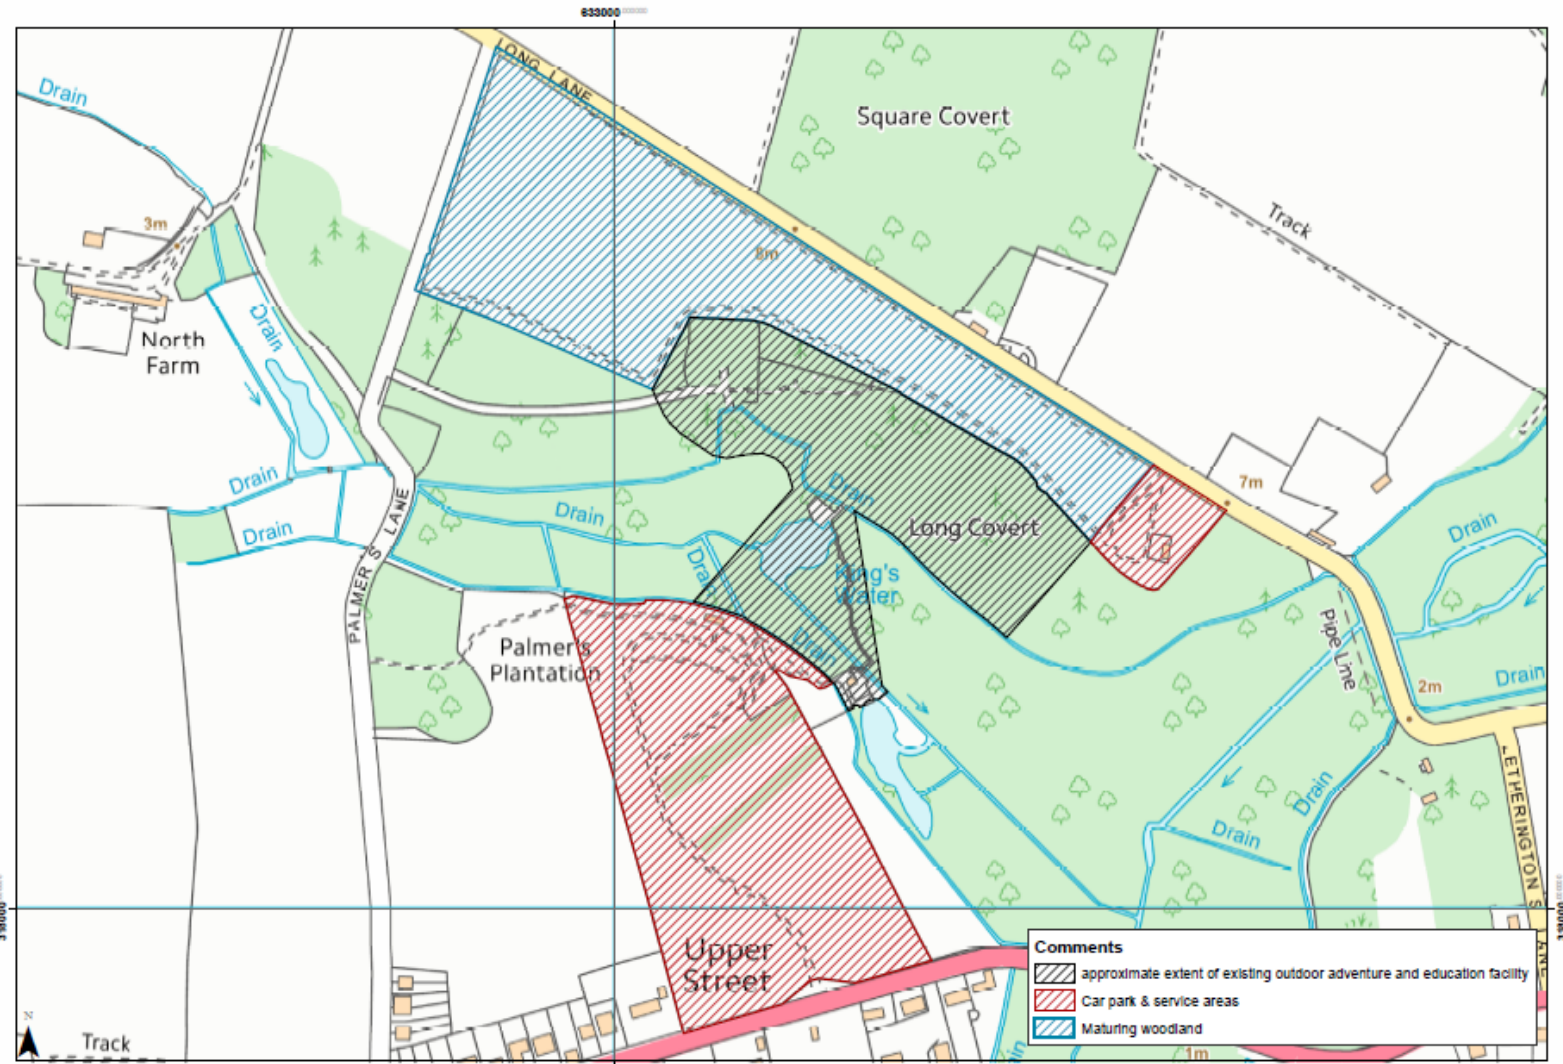 633000
LONG LANE
Drain
Square Covert
Track
3m
8m
North
Farm
Drain
Drain
Drain
Drain
Drain
Long Covert
7m
Drain
PALMER'S LANE
Drain
King's
Water
Palmer's
Plantation
Drain
Pipe Line
2m
Drain
Drain
Drain
LETHERINGTON S
LANE
Upper
Street
Track
N
1m
Comments
approximate extent of existing outdoor adventure and education facility
Car park & service areas
Maturing woodland